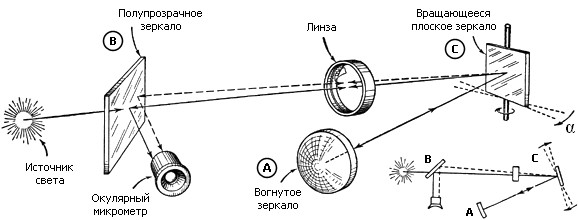 Полупрозрачное
зеркало
B
Линза
Вращающееся
плоское зеркало
C
α
Источник
света
Окулярный
микрометр
A
Вогнутое
зеркало
B
C
A